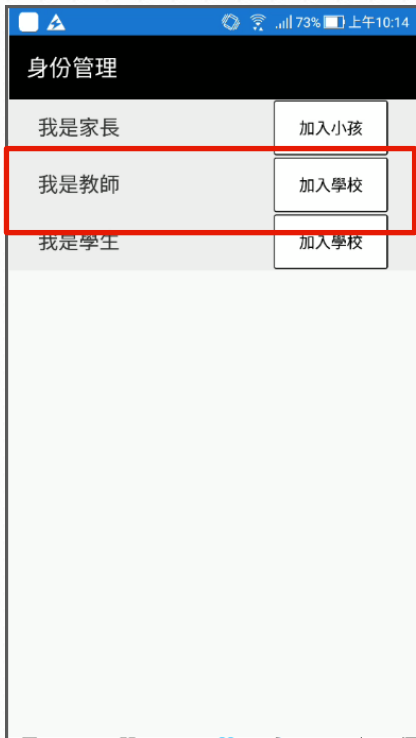 73% 上午10:14
身份管理
我是家長 加入小孩
我是教師 加入學校
我是學生 加入學校